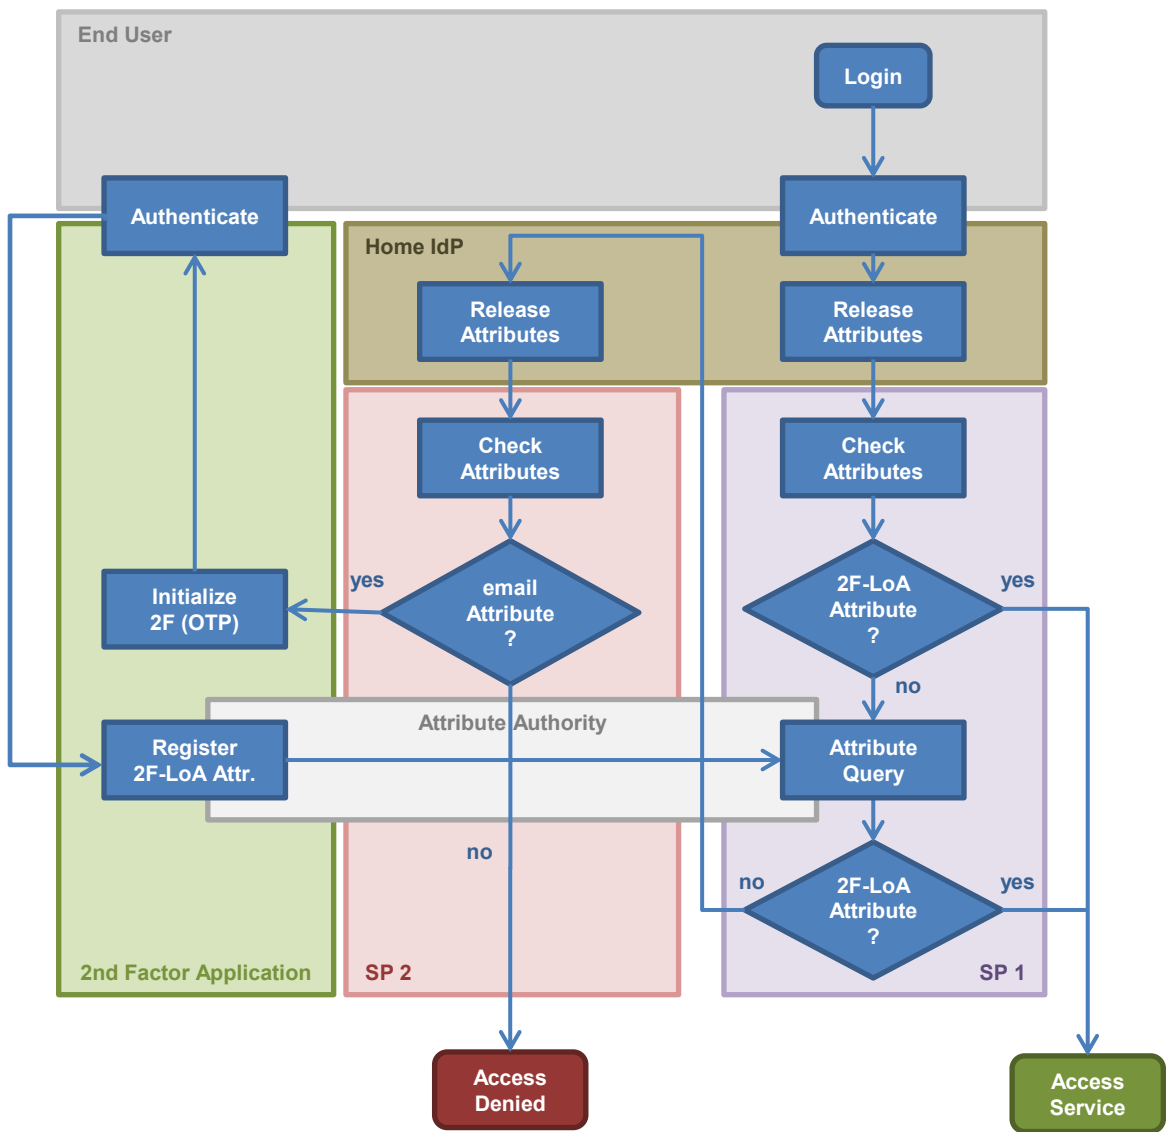 End User
Login
Authenticate
Authenticate
Home IdP
Release
Attributes
Release
Attributes
Check
Attributes
Check
Attributes
yes
email
Attribute
?
2F-LoA
Attribute
?
yes
Initialize
2F (OTP)
no
Attribute Authority
Register
2F-LoA Attr.
Attribute
Query
no
no
2F-LoA
Attribute
?
yes
2nd Factor Application
SP 2
SP 1
Access
Denied
Access
Service